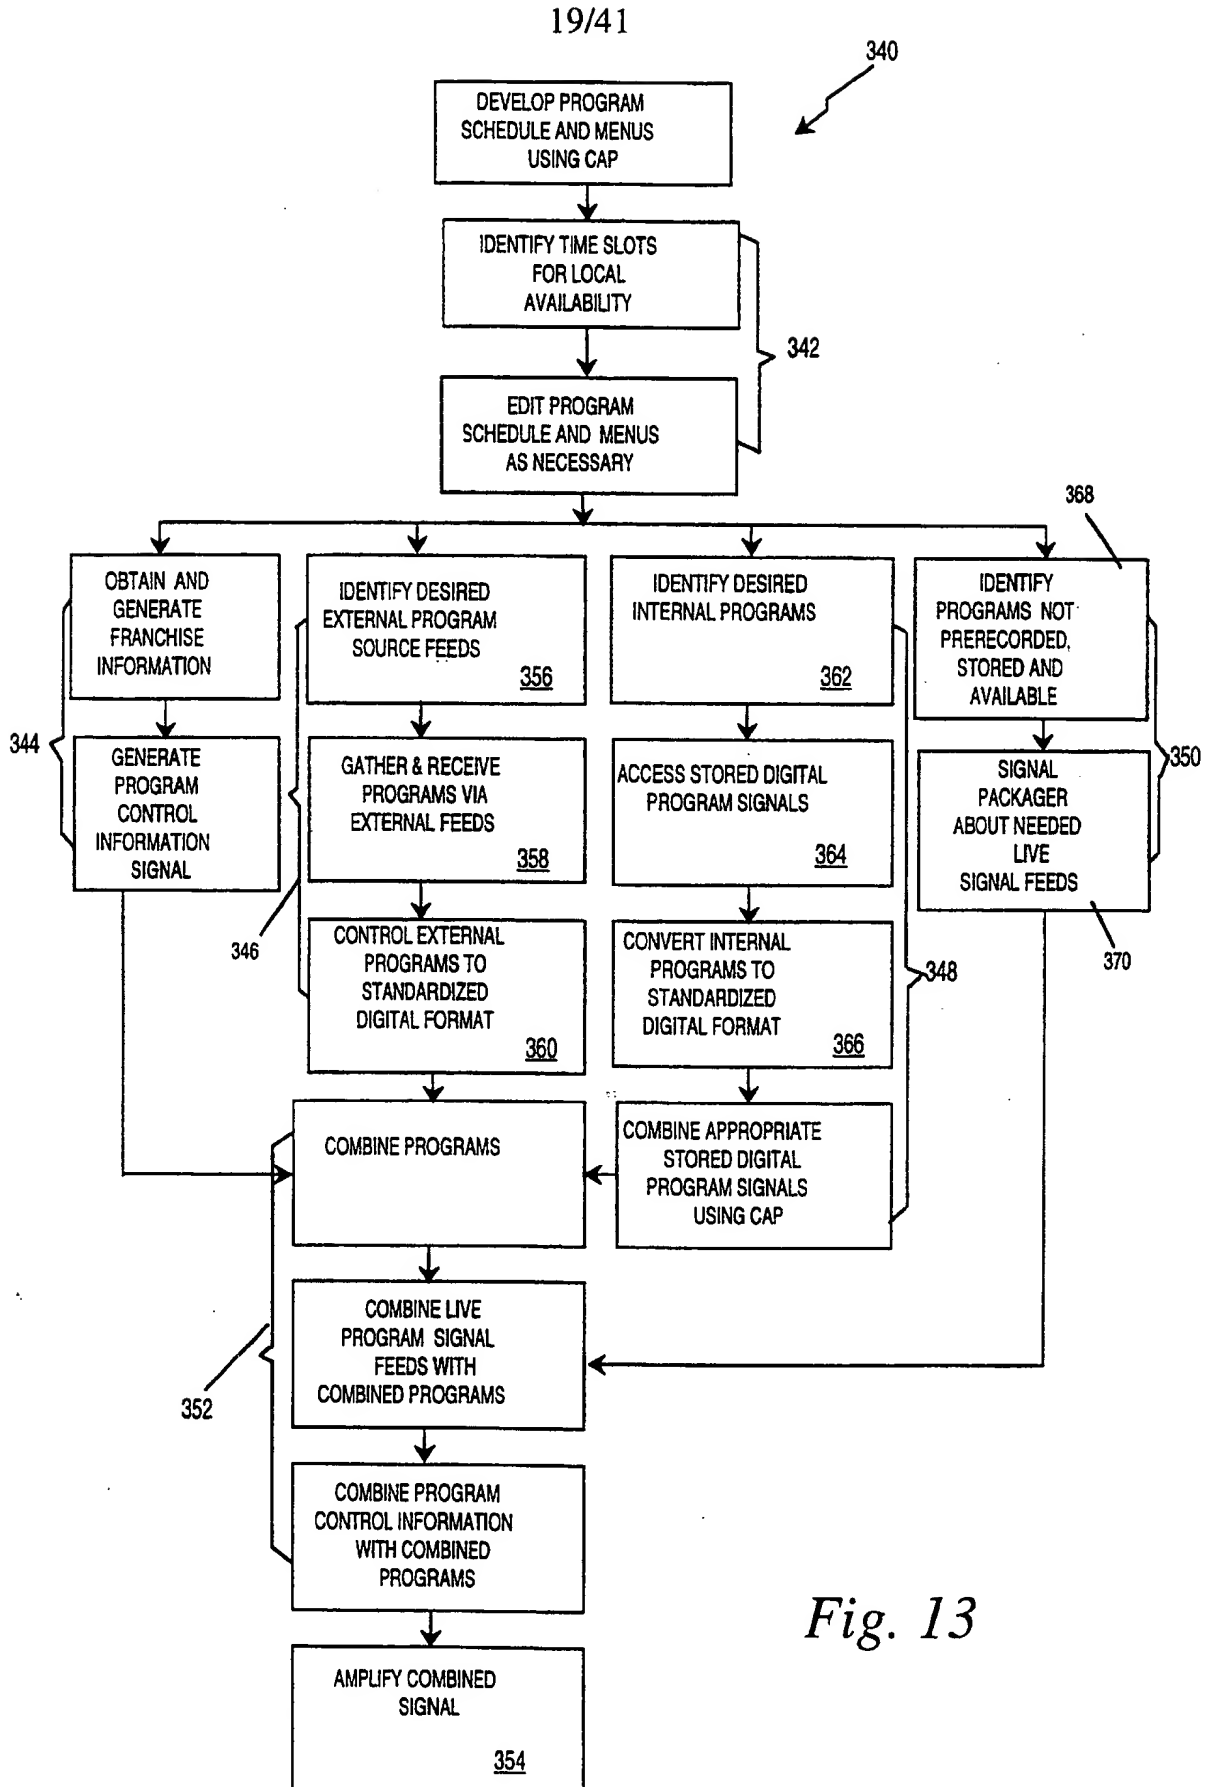 19/41
340
DEVELOP PROGRAM
SCHEDULE AND MENUS
USING CAP
IDENTIFY TIME SLOTS
FOR LOCAL
AVAILABILITY
342
EDIT PROGRAM
SCHEDULE AND MENUS
AS NECESSARY
368
OBTAIN AND
GENERATE
FRANCHISE
INFORMATION
IDENTIFY DESIRED
EXTERNAL PROGRAM
SOURCE FEEDS
356
IDENTIFY DESIRED
INTERNAL PROGRAMS
362
IDENTIFY
PROGRAMS NOT
PRERECORDED,
STORED AND
AVAILABLE
344
350
GENERATE
PROGRAM
CONTROL
INFORMATION
SIGNAL
GATHER & RECEIVE
PROGRAMS VIA
EXTERNAL FEEDS
358
ACCESS STORED DIGITAL
PROGRAM SIGNALS
364
SIGNAL
PACKAGER
ABOUT NEEDED
LIVE
SIGNAL FEEDS
346
CONTROL EXTERNAL
PROGRAMS TO
STANDARDIZED
DIGITAL FORMAT
360
CONVERT INTERNAL
PROGRAMS TO
STANDARDIZED
DIGITAL FORMAT
366
348
370
COMBINE PROGRAMS
COMBINE APPROPRIATE
STORED DIGITAL
PROGRAM SIGNALS
USING CAP
COMBINE LIVE
PROGRAM SIGNAL
FEEDS WITH
COMBINED PROGRAMS
352
COMBINE PROGRAM
CONTROL INFORMATION
WITH COMBINED
PROGRAMS
Fig. 13
AMPLIFY COMBINED
SIGNAL
354